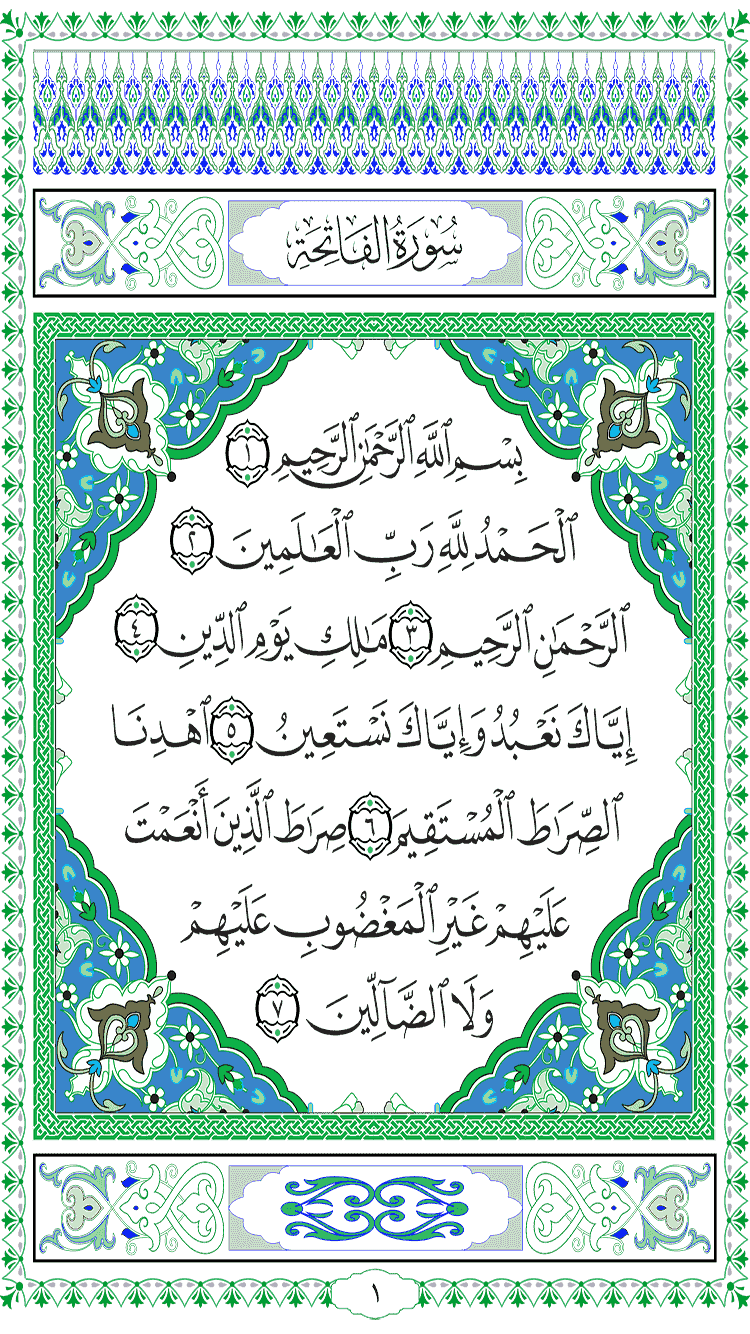 سُورَةُ الفَاتِحَةِ
بِسْمِ ٱللَّهِ ٱلرَّحْمَٰنِ ٱلرَّحِيمِ ١
ٱلْحَمْدُ لِلَّهِ رَبِّ ٱلْعَٰلَمِينَ ٢
ٱلرَّحْمَٰنِ ٱلرَّحِيمِ ٣ مَٰلِكِ يَوْمِ ٱلدِّينِ ٤
إِيَّاكَ نَعْبُدُ وَإِيَّاكَ نَسْتَعِينُ ٥ ٱهْدِنَا
ٱلصِّرَٰطَ ٱلْمُسْتَقِيمَ ٦ صِرَٰطَ ٱلَّذِينَ أَنْعَمْتَ
عَلَيْهِمْ غَيْرِ ٱلْمَغْضُوبِ عَلَيْهِمْ
وَلَا ٱلضَّآلِّينَ ٧
١